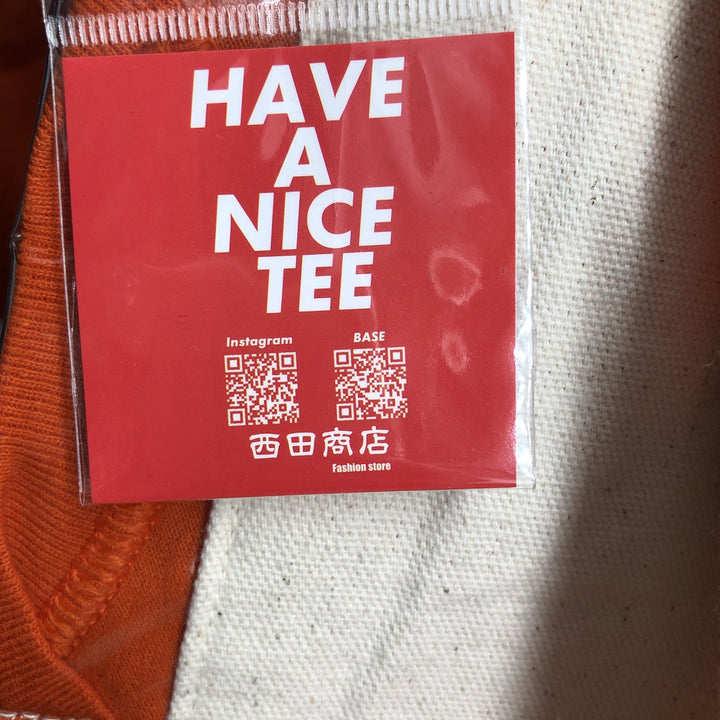 HAVE
A
NICE
TEE
Instagram BASE
西田商店
Fashion store